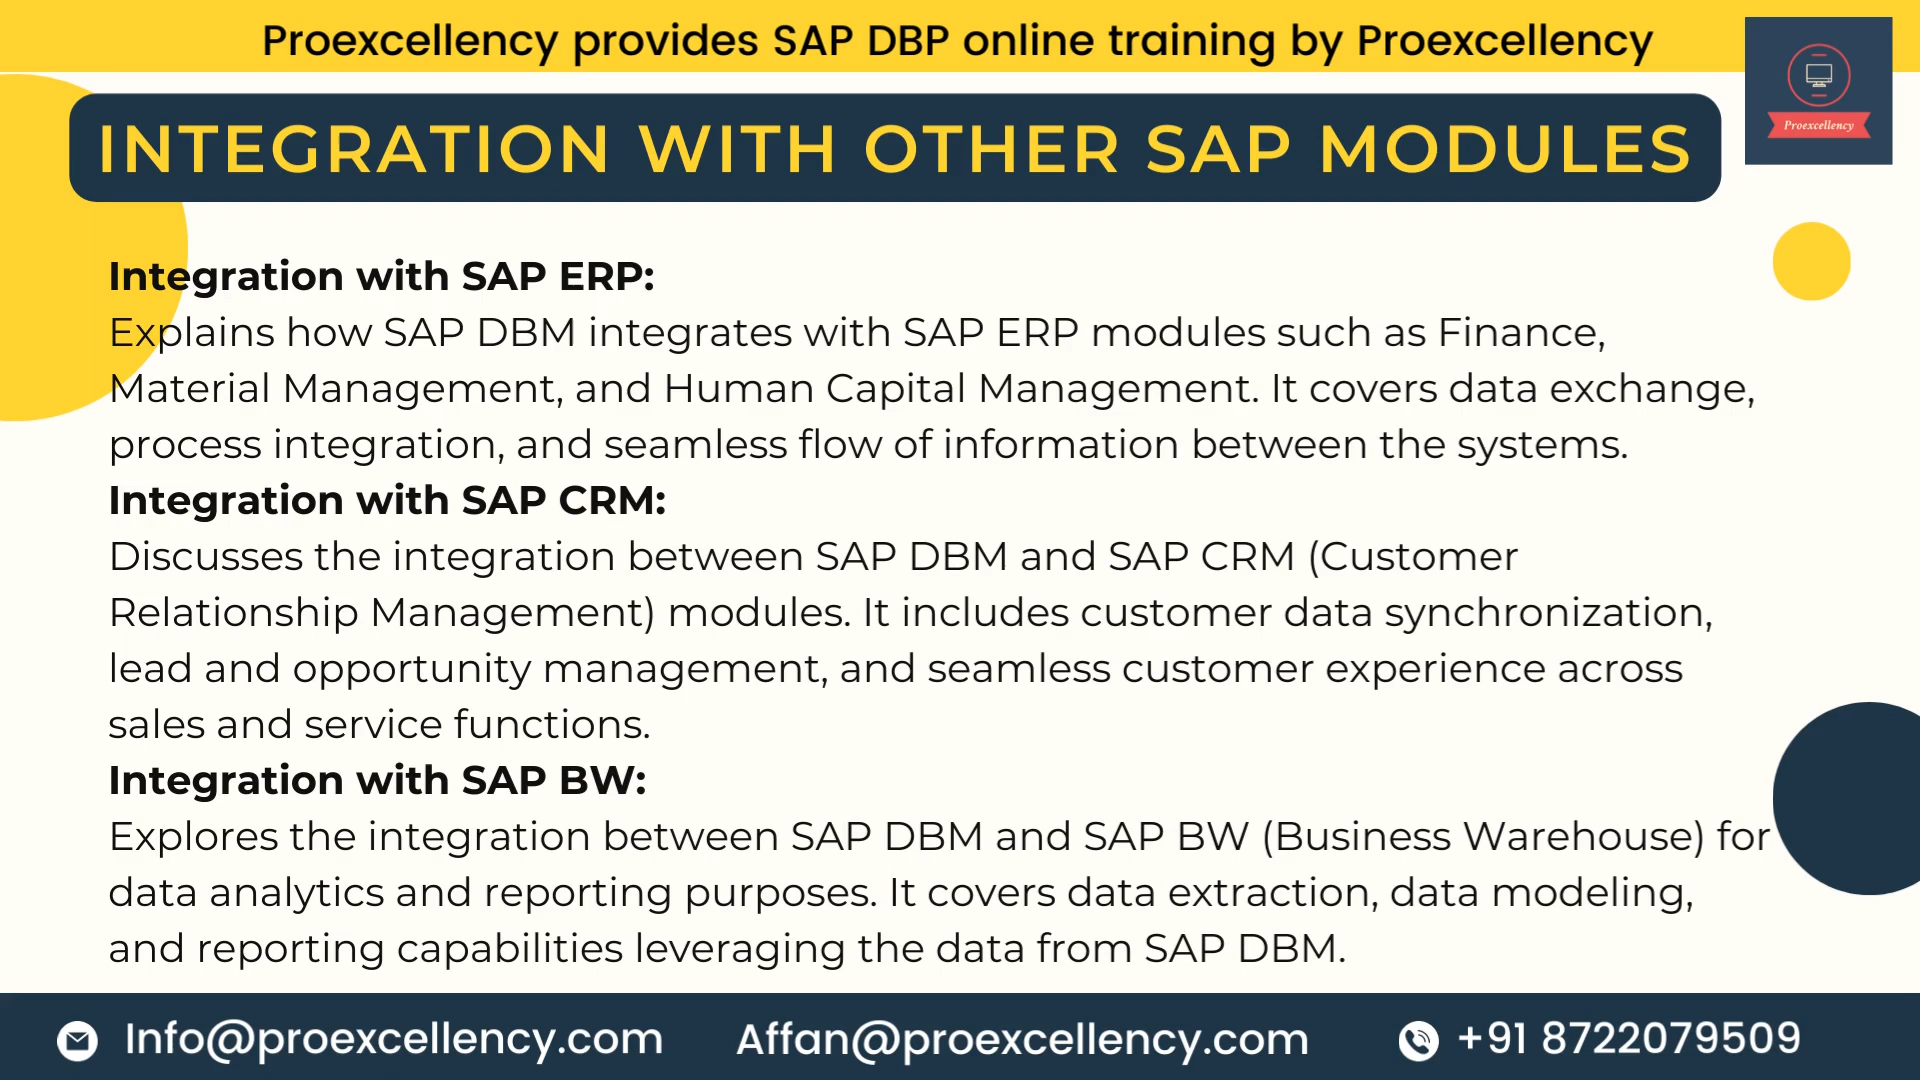 Proexcellency provides SAP DBP online training by Proexcellency
Proexcellency
INTEGRATION WITH OTHER SAP MODULES
Integration with SAP ERP:
Explains how SAP DBM integrates with SAP ERP modules such as Finance,
Material Management, and Human Capital Management. It covers data exchange,
process integration, and seamless flow of information between the systems.
Integration with SAP CRM:
Discusses the integration between SAP DBM and SAP CRM (Customer
Relationship Management) modules. It includes customer data synchronization,
lead and opportunity management, and seamless customer experience across
sales and service functions.
Integration with SAP BW:
Explores the integration between SAP DBM and SAP BW (Business Warehouse) for
data analytics and reporting purposes. It covers data extraction, data modeling,
and reporting capabilities leveraging the data from SAP DBM.
Info@proexcellency.com Affan@proexcellency.com +91 8722079509